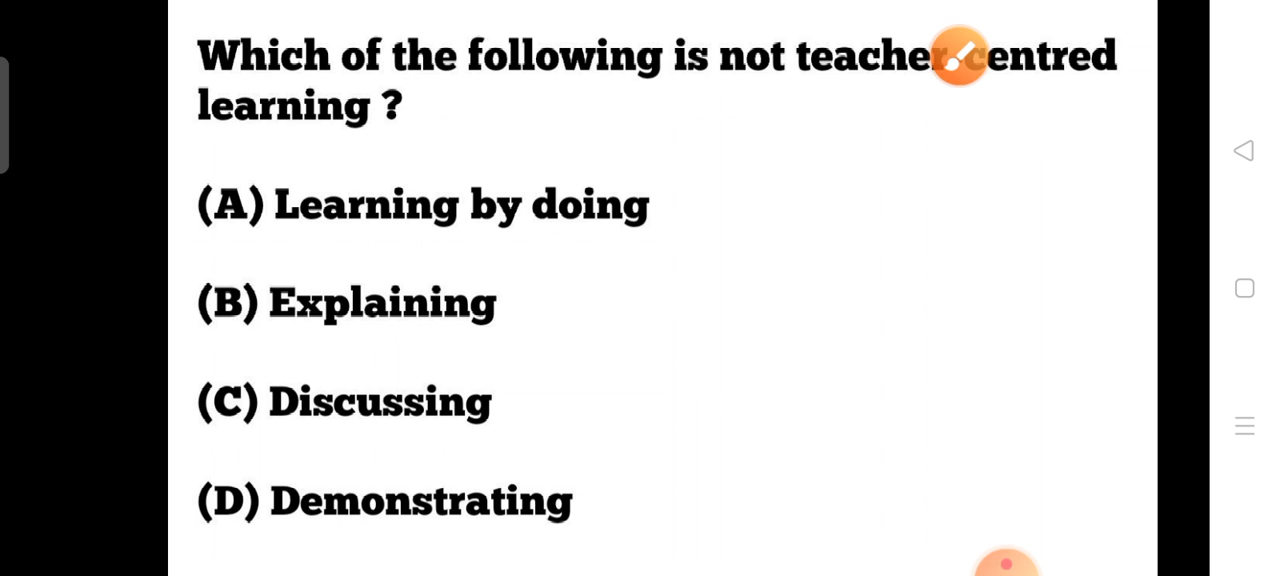 Which of the following is not teacher centred
learning ?
(A) Learning by doing
(B) Explaining
(C) Discussing
(D) Demonstrating